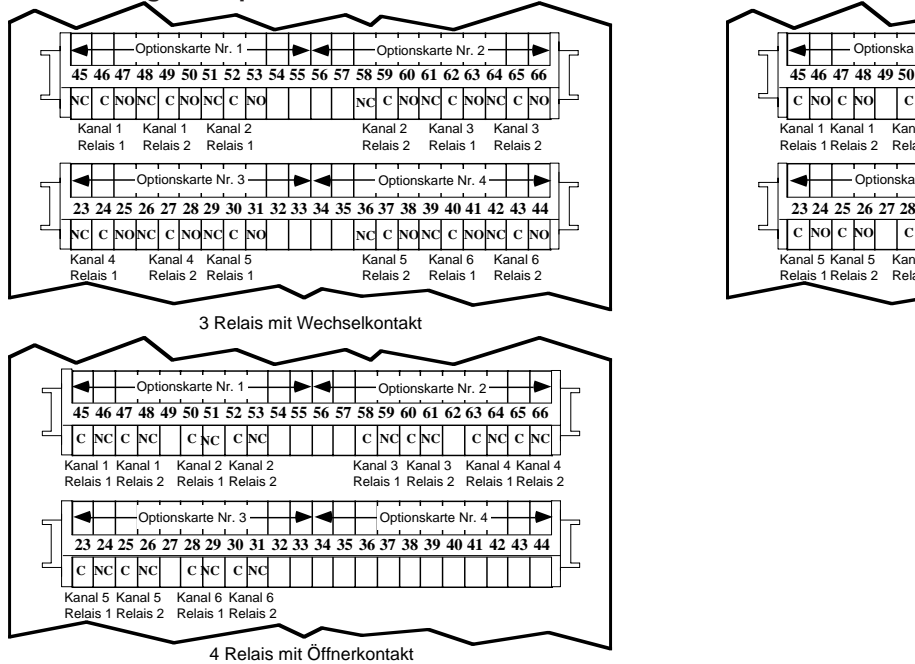 Optionskarte Nr. 1 Optionskarte Nr. 2
45 46 47 48 49 50 51 52 53 54 55 56 57 58 59 60 61 62 63 64 65 66
NC C NO NC C NO NC C NO NC C NO NC C NO NC C NO
Kanal 1 Kanal 1 Kanal 2 Kanal 2 Kanal 3 Kanal 3
Relais 1 Relais 2 Relais 1 Relais 2 Relais 1 Relais 2
Optionskarte Nr. 3 Optionskarte Nr. 4
23 24 25 26 27 28 29 30 31 32 33 34 35 36 37 38 39 40 41 42 43 44
NC C NO NC C NO NC C NO NC C NO NC C NO NC C NO
Kanal 4 Kanal 4 Kanal 5 Kanal 5 Kanal 6 Kanal 6
Relais 1 Relais 2 Relais 1 Relais 2 Relais 1 Relais 2
3 Relais mit Wechselkontakt
45 46 47 48 49 50
C NO C NO C
Kanal 1 Kanal 1
Relais 1 Relais 2
23 24 25 26 27 28
C NO C NO C
Kanal 5 Kanal 5
Relais 1 Relais 2
Optionskarte Nr. 1 Optionskarte Nr. 2
45 46 47 48 49 50 51 52 53 54 55 56 57 58 59 60 61 62 63 64 65 66
C NC C NC C NC C NC C NC C NC C NC C NC
Kanal 1 Kanal 1 Kanal 2 Kanal 2 Kanal 3 Kanal 3 Kanal 4 Kanal 4
Relais 1 Relais 2 Relais 1 Relais 2 Relais 1 Relais 2 Relais 1 Relais 2
Optionskarte Nr. 3 Optionskarte Nr. 4
23 24 25 26 27 28 29 30 31 32 33 34 35 36 37 38 39 40 41 42 43 44
C NC C NC C NC C NC
Kanal 5 Kanal 5 Kanal 6 Kanal 6
Relais 1 Relais 2 Relais 1 Relais 2
4 Relais mit Öffnerkontakt